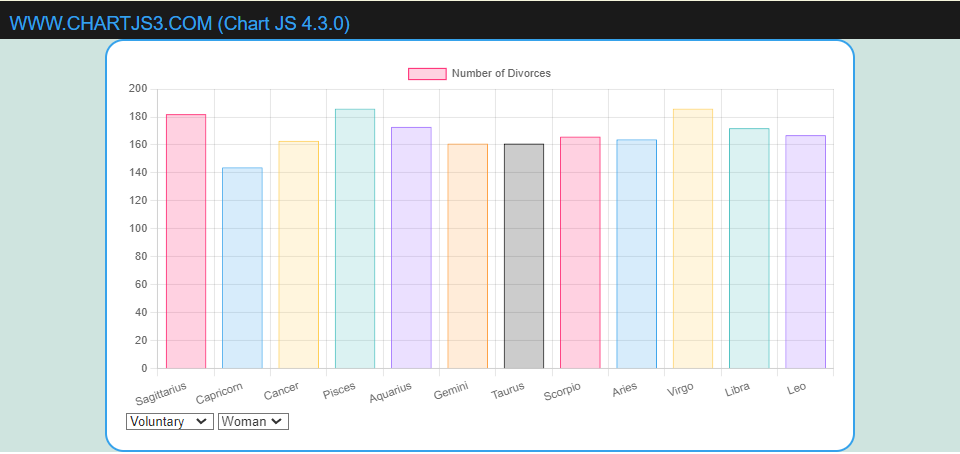 WWW.CHARTJS3.COM (Chart JS 4.3.0)
Number of Divorces
200
180
160
140
120
100
80
60
40
20
0
Sagittarius Capricorn Cancer Pisces Aquarius Gemini Taurus Scorpio Aries Virgo Libra Leo
Voluntary Woman